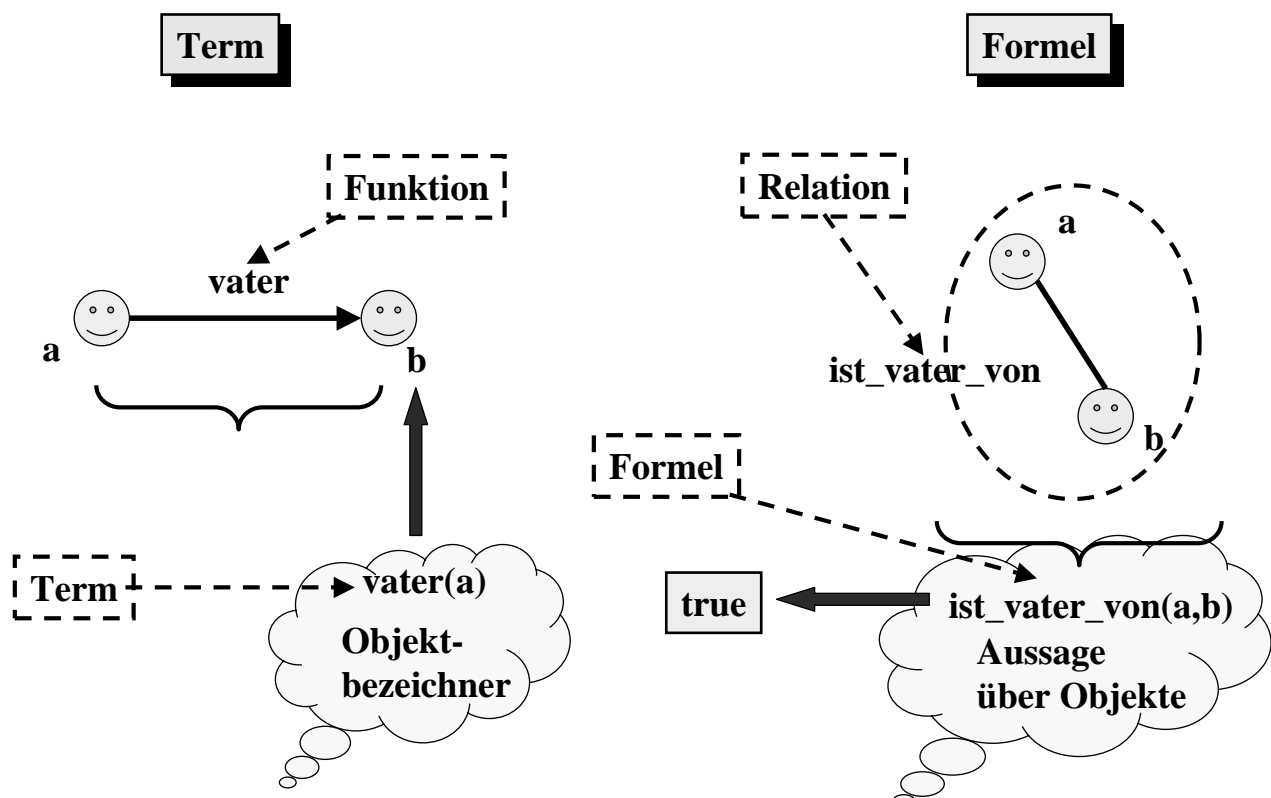 Term
Funktion
vater
a
b
Term
vater(a)
Objekt-
bezeichner
Formel
Relation
a
ist_vater_von
b
Formel
true
ist_vater_von(a,b)
Aussage
über Objekte